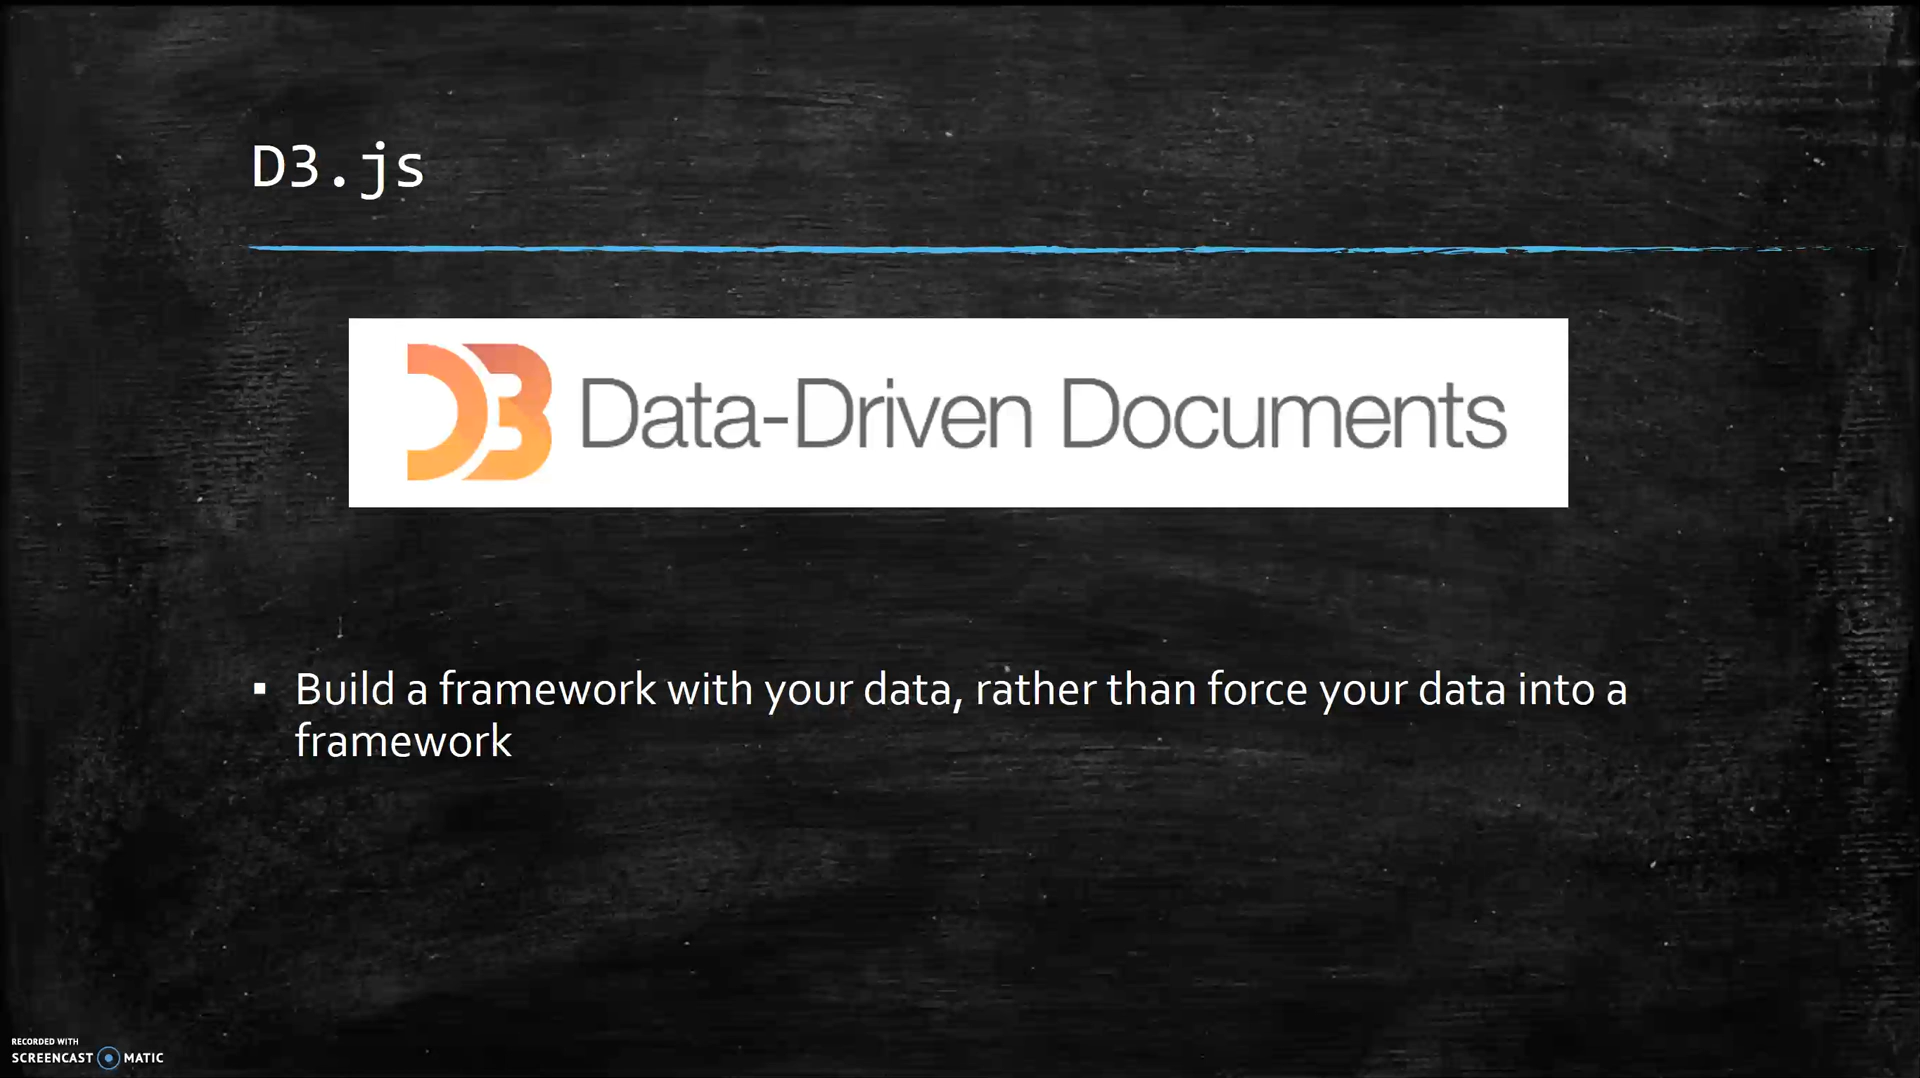 D3.js
D3 Data-Driven Documents
▪ Build a framework with your data, rather than force your data into a
framework
RECORDED WITH
SCREENCAST MATIC